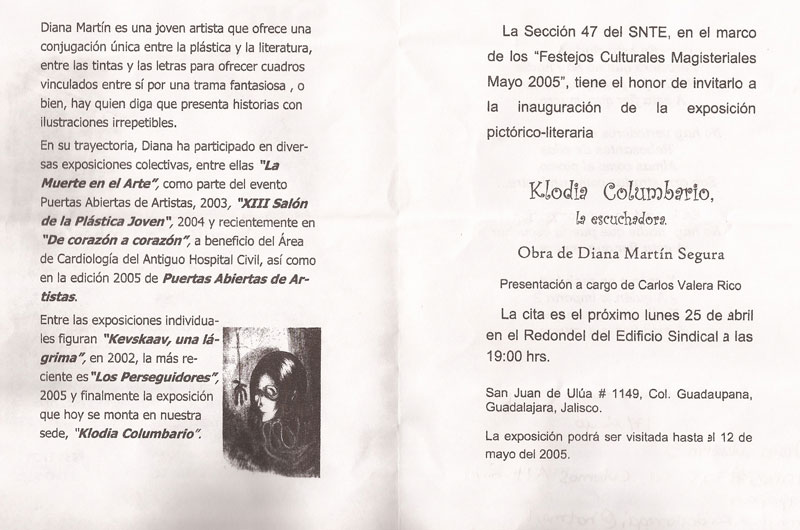 Diana Martín es una joven artista que ofrece una
conjugación única entre la plástica y la literatura,
entre las tintas y las letras para ofrecer cuadros
vinculados entre sí por una trama fantasiosa , o
bien, hay quien diga que presenta historias con
ilustraciones irrepetibles.
En su trayectoria, Diana ha participado en diver-
sas exposiciones colectivas, entre ellas "La
Muerte en el Arte", como parte del evento
Puertas Abiertas de Artistas, 2003, "XIII Salón
de la Plástica Joven", 2004 y recientemente en
"De corazón a corazón", a beneficio del Área
de Cardiología del Antiguo Hospital Civil, así como
en la edición 2005 de Puertas Abiertas de Ar-
tistas.
Entre las exposiciones individua-
les figuran "Kevskaav, una lá-
grima", en 2002, la más re-
ciente es "Los Perseguidores",
2005 y finalmente la exposición
que hoy se monta en nuestra
sede, "Klodia Columbario".
La Sección 47 del SNTE, en el marco
de los "Festejos Culturales Magisteriales
Mayo 2005", tiene el honor de invitarlo a
la inauguración de la exposición
pictórico-literaria
Klodia Columbario,
la escuchadora.
Obra de Diana Martín Segura
Presentación a cargo de Carlos Valera Rico
La cita es el próximo lunes 25 de abril
en el Redondel del Edificio Sindical a las
19:00 hrs.
San Juan de Ulúa # 1149, Col. Guadaupana,
Guadalajara, Jalisco.
La exposición podrá ser visitada hasta el 12 de
mayo del 2005.